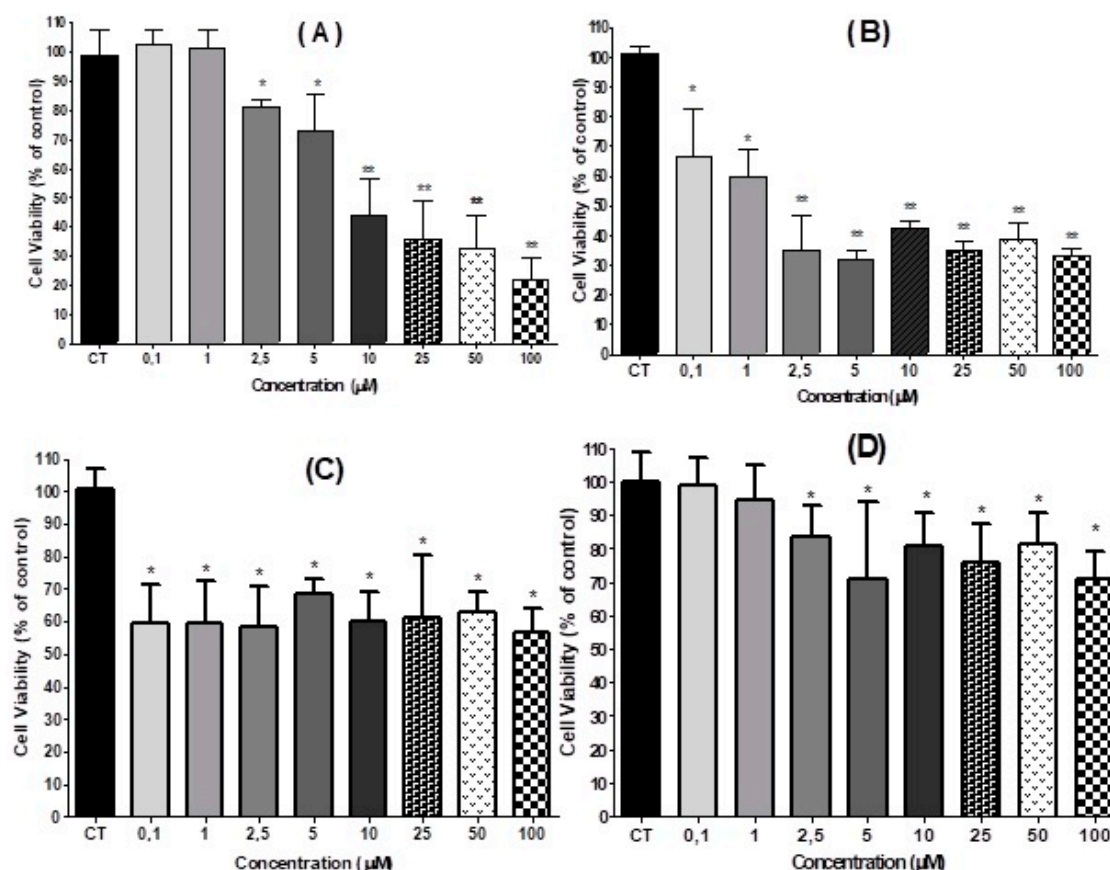 (A)
Cell Viability (% of control)
110
100
90
80
70
60
50
40
30
20
10
0
* * ** ** ** **
CT 0,1 1 2,5 5 10 25 50 100
Concentration (µM)
(B)
Cell Viability (% of control)
110
100
90
80
70
60
50
40
30
20
10
0
* * ** ** ** ** ** **
CT 0,1 1 2,5 5 10 25 50 100
Concentration (µM)
(C)
Cell Viability (% of control)
110
100
90
80
70
60
50
40
30
20
10
0
* * * * * * * *
CT 0,1 1 2,5 5 10 25 50 100
Concentration (µM)
(D)
Cell Viability (% of control)
110
100
90
80
70
60
50
40
30
20
10
0
* * * * * *
CT 0,1 1 2,5 5 10 25 50 100
Concentration (µM)